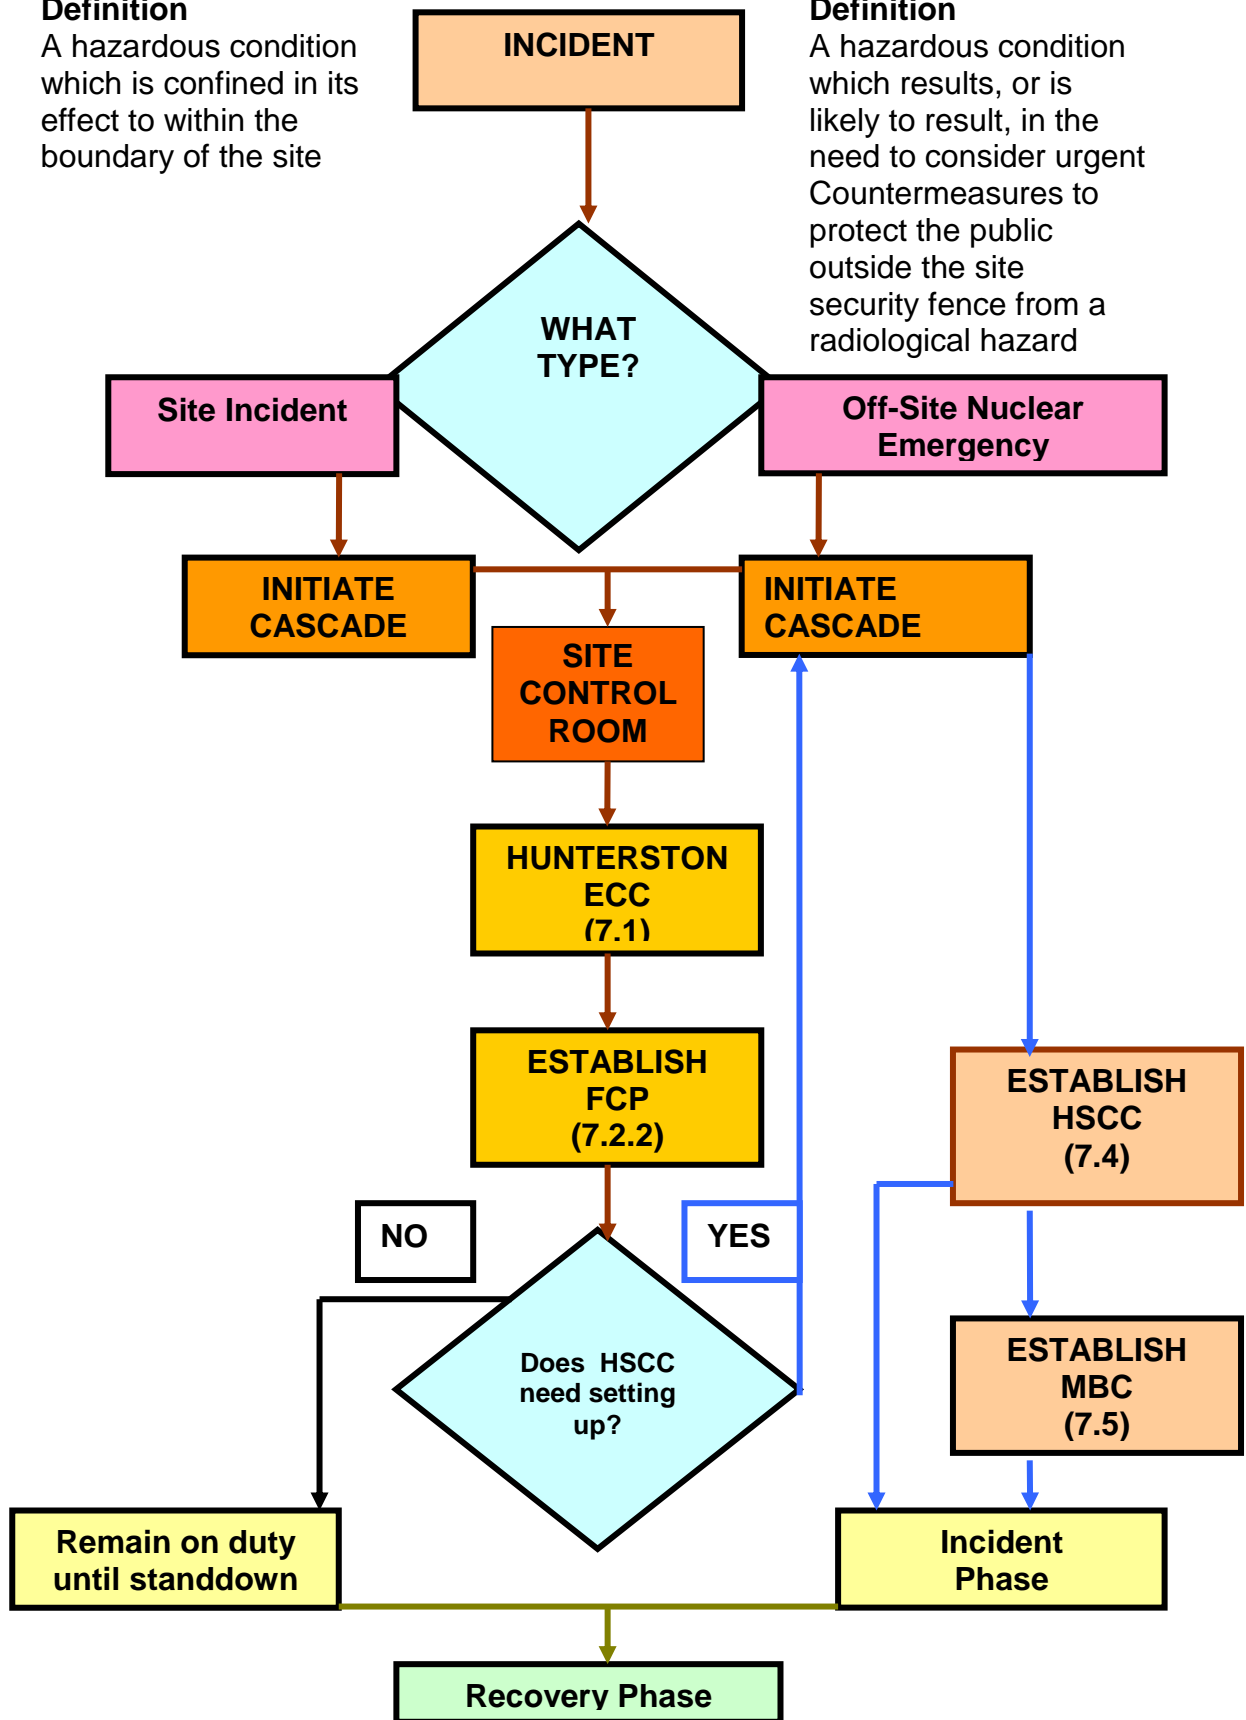 Definition
A hazardous condition
which is confined in its
effect to within the
boundary of the site
INCIDENT
Definition
A hazardous condition
which results, or is
likely to result, in the
need to consider urgent
Countermeasures to
protect the public
outside the site
security fence from a
radiological hazard
WHAT
TYPE?
Site Incident
Off-Site Nuclear
Emergency
INITIATE
CASCADE
INITIATE
CASCADE
SITE
CONTROL
ROOM
HUNTERSTON
ECC
(7.1)
ESTABLISH
FCP
(7.2.2)
ESTABLISH
HSCC
(7.4)
NO
YES
Does HSCC
need setting
up?
ESTABLISH
MBC
(7.5)
Remain on duty
until standdown
Incident
Phase
Recovery Phase